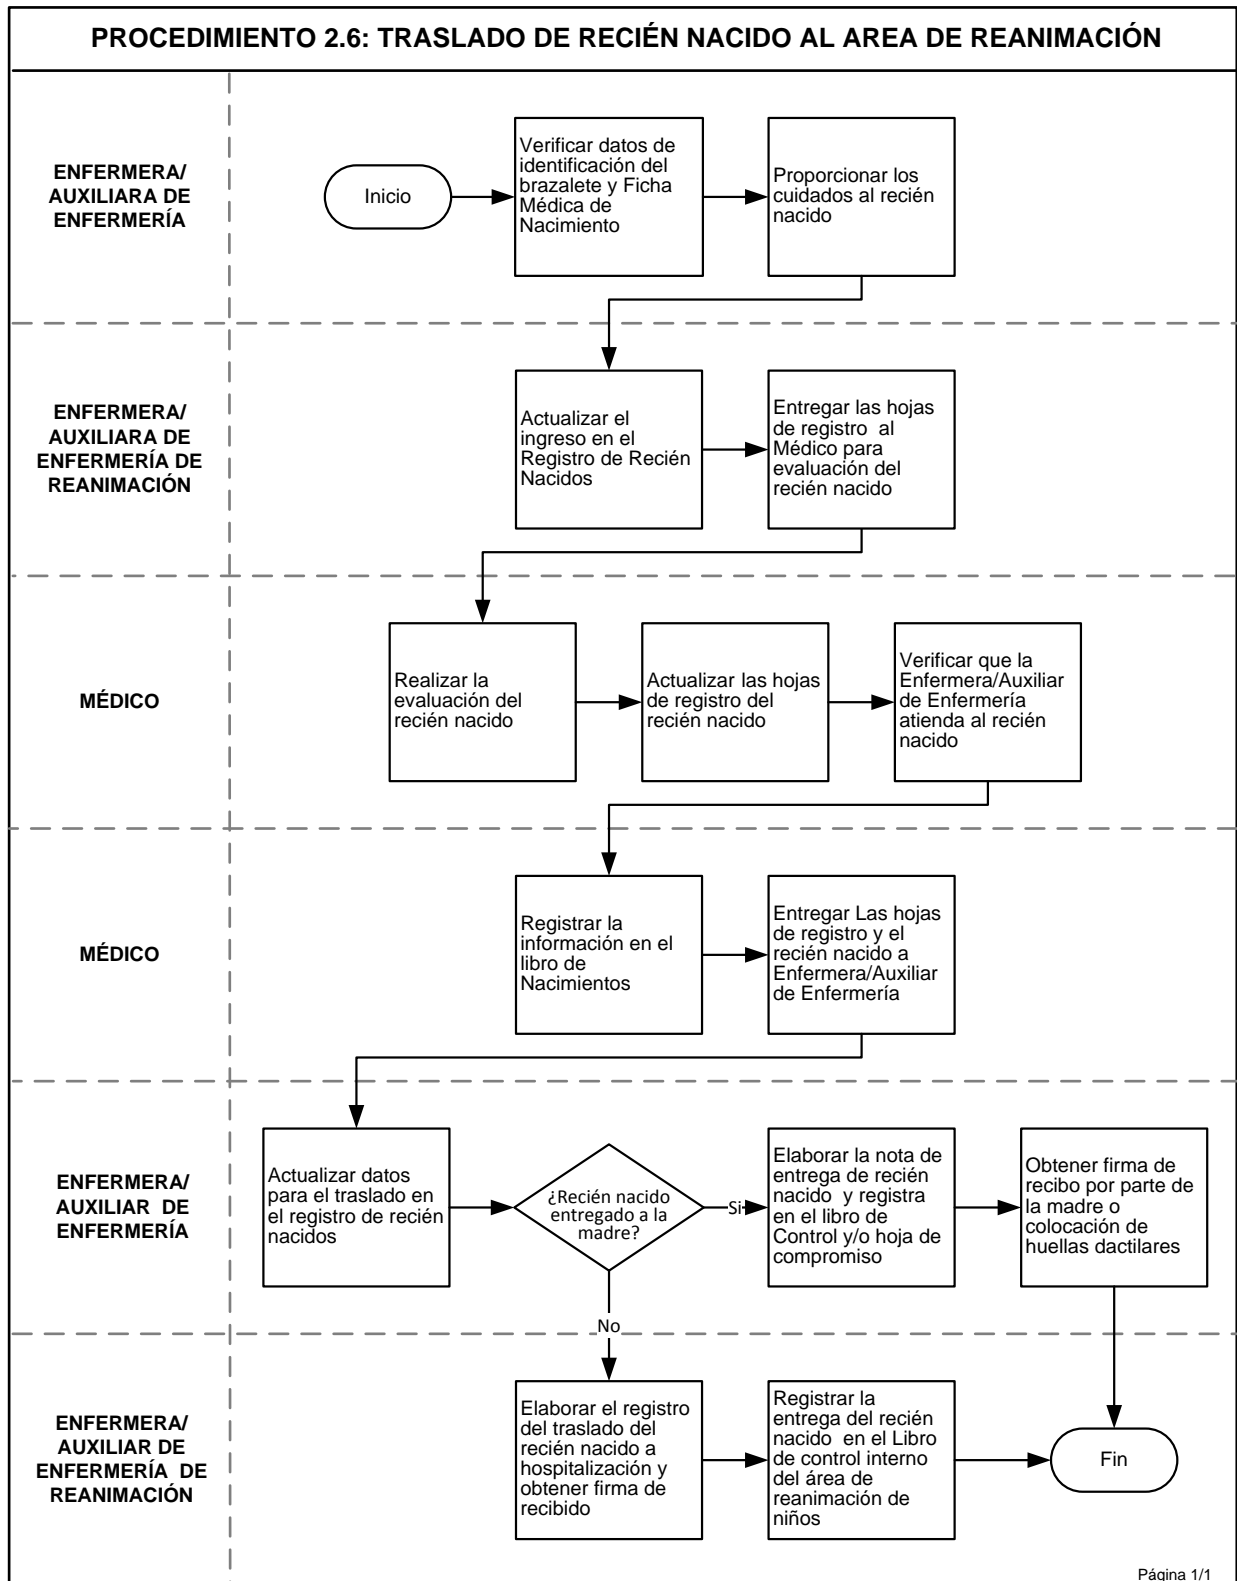 PROCEDIMIENTO 2.6: TRASLADO DE RECIÉN NACIDO AL AREA DE REANIMACIÓN
ENFERMERA/
AUXILIARA DE
ENFERMERÍA
Inicio
Verificar datos de
identificación del
brazalete y Ficha
Médica de
Nacimiento
Proporcionar los
cuidados al recién
nacido
ENFERMERA/
AUXILIARA DE
ENFERMERÍA DE
REANIMACIÓN
Actualizar el
ingreso en el
Registro de Recién
Nacidos
Entregar las hojas
de registro al
Médico para
evaluación del
recién nacido
MÉDICO
Realizar la
evaluación del
recién nacido
Actualizar las hojas
de registro del
recién nacido
Verificar que la
Enfermera/Auxiliar
de Enfermería
atienda al recién
nacido
MÉDICO
Registrar la
información en el
libro de
Nacimientos
Entregar Las hojas
de registro y el
recién nacido a
Enfermera/Auxiliar
de Enfermería
ENFERMERA/
AUXILIAR DE
ENFERMERÍA
Actualizar datos
para el traslado en
el registro de recién
nacidos
¿Recién nacido
entregado a la
madre?
Si
Elaborar la nota de
entrega de recién
nacido y registra
en el libro de
Control y/o hoja de
compromiso
Obtener firma de
recibo por parte de
la madre o
colocación de
huellas dactilares
No
ENFERMERA/
AUXILIAR DE
ENFERMERÍA DE
REANIMACIÓN
Elaborar el registro
del traslado del
recién nacido a
hospitalización y
obtener firma de
recibido
Registrar la
entrega del recién
nacido en el Libro
de control interno
del área de
reanimación de
niños
Fin
Página 1/1